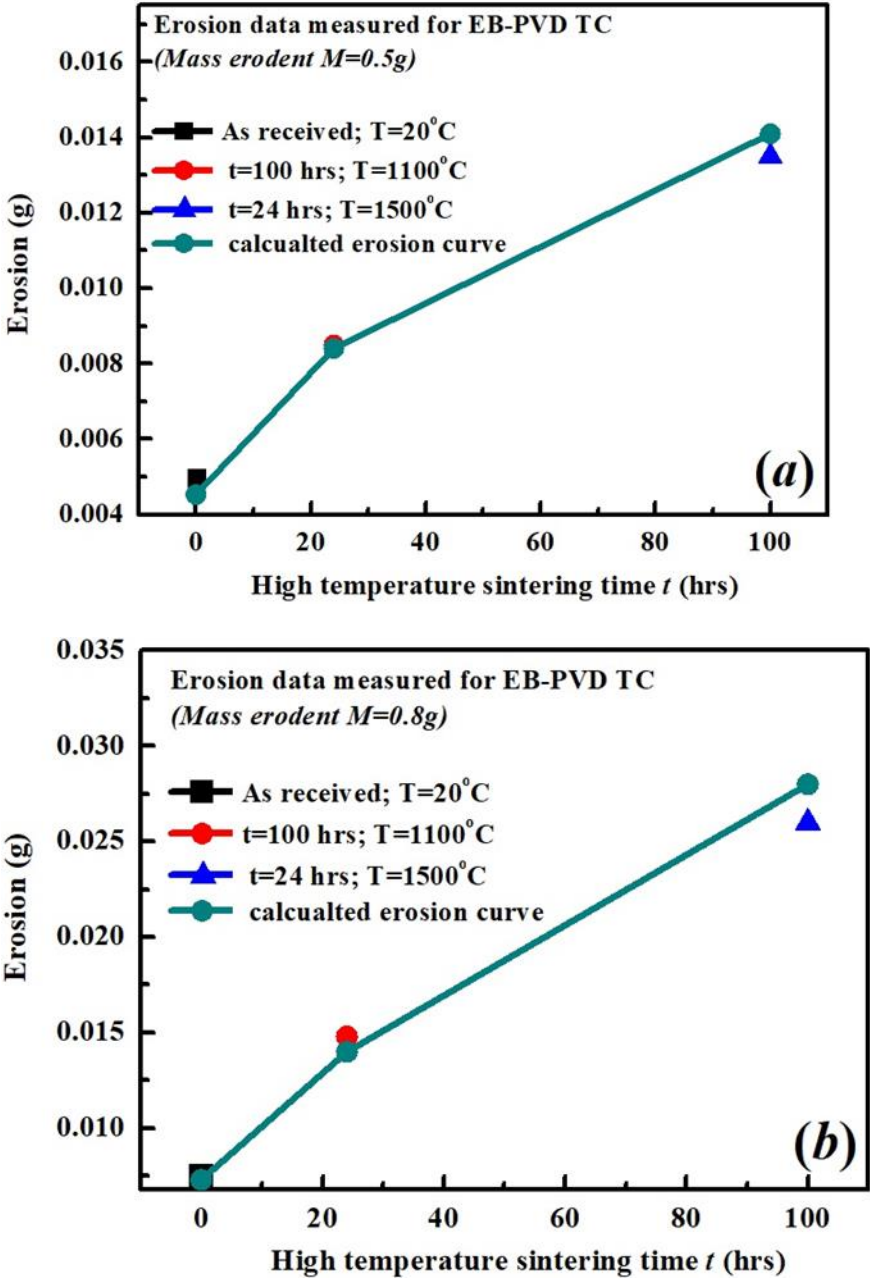 Erosion data measured for EB-PVD TC
(Mass erodent M=0.5g)
As received; T=20°C
t=100 hrs; T=1100°C
t=24 hrs; T=1500°C
calcualted erosion curve
0.016
0.014
0.012
0.010
0.008
0.006
0.004
Erosion (g)
(a)
0 20 40 60 80 100
High temperature sintering time t (hrs)
Erosion data measured for EB-PVD TC
(Mass erodent M=0.8g)
As received; T=20°C
t=100 hrs; T=1100°C
t=24 hrs; T=1500°C
calcualted erosion curve
0.035
0.030
0.025
0.020
0.015
0.010
Erosion (g)
(b)
0 20 40 60 80 100
High temperature sintering time t (hrs)